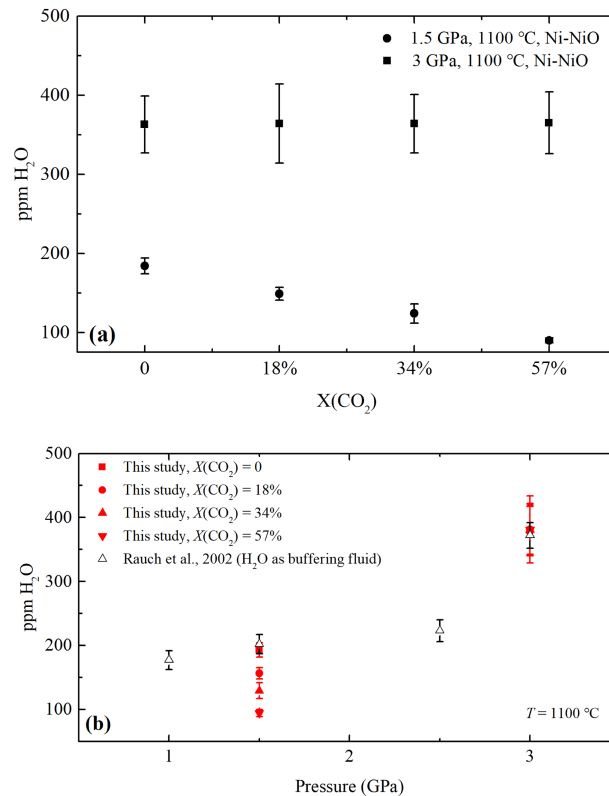 500
400
300
200
100
ppm H₂O
1.5 GPa, 1100 °C, Ni-NiO
3 GPa, 1100 °C, Ni-NiO
(a)
0 18% 34% 57%
X(CO₂)
500
400
300
200
100
ppm H₂O
This study, X(CO₂) = 0
This study, X(CO₂) = 18%
This study, X(CO₂) = 34%
This study, X(CO₂) = 57%
Rauch et al., 2002 (H₂O as buffering fluid)
(b)
T = 1100 °C
1 2 3
Pressure (GPa)